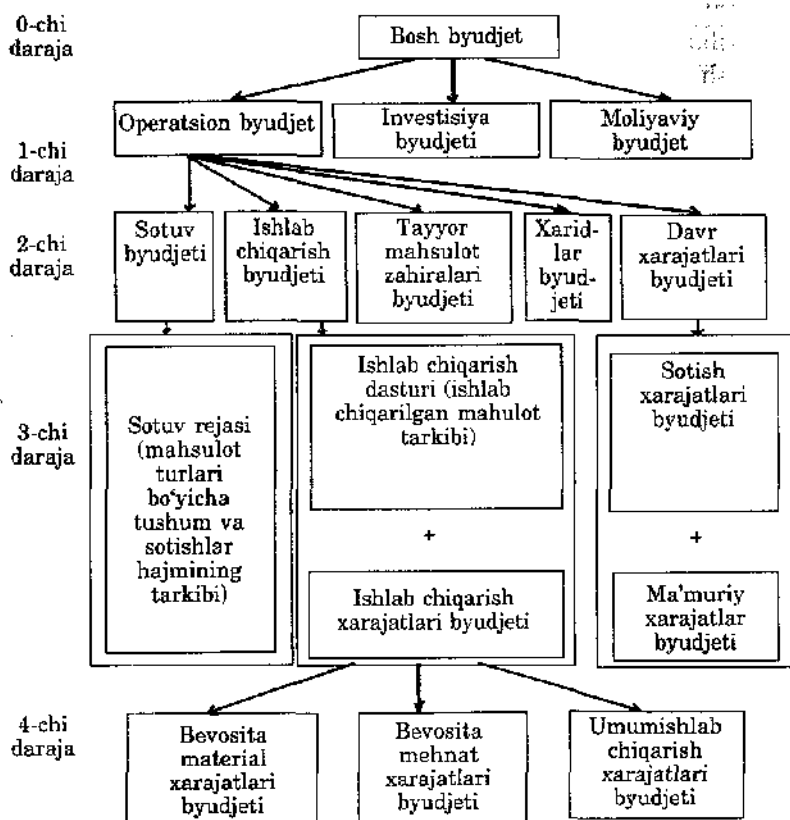 0-chi
daraja
Bosh byudjet
Operatsion byudjet
Investisiya
byudjeti
Moliyaviy
byudjet
1-chi
daraja
2-chi
daraja
Sotuv
byudjeti
Ishlab
chiqarish
byudjeti
Tayyor
mahsulot
zahiralari
byudjeti
Xarid-
lar
byud-
jeti
Davr
xarajatlari
byudjeti
3-chi
daraja
Sotuv rejasi
(mahsulot
turlari
bo‘yicha
tushum va
sotishlar
hajmining
tarkibi)
Ishlab chiqarish
dasturi (ishlab
chiqarilgan mahulot
tarkibi)
+
Ishlab chiqarish
xarajatlari byudjeti
Sotish
xarajatlari
byudjeti
+
Ma’muriy
xarajatlar
byudjeti
4-chi
daraja
Bevosita
material
xarajatlari
byudjeti
Bevosita
mehnat
xarajatlari
byudjeti
Umumishlab
chiqarish
xarajatlari
byudjeti